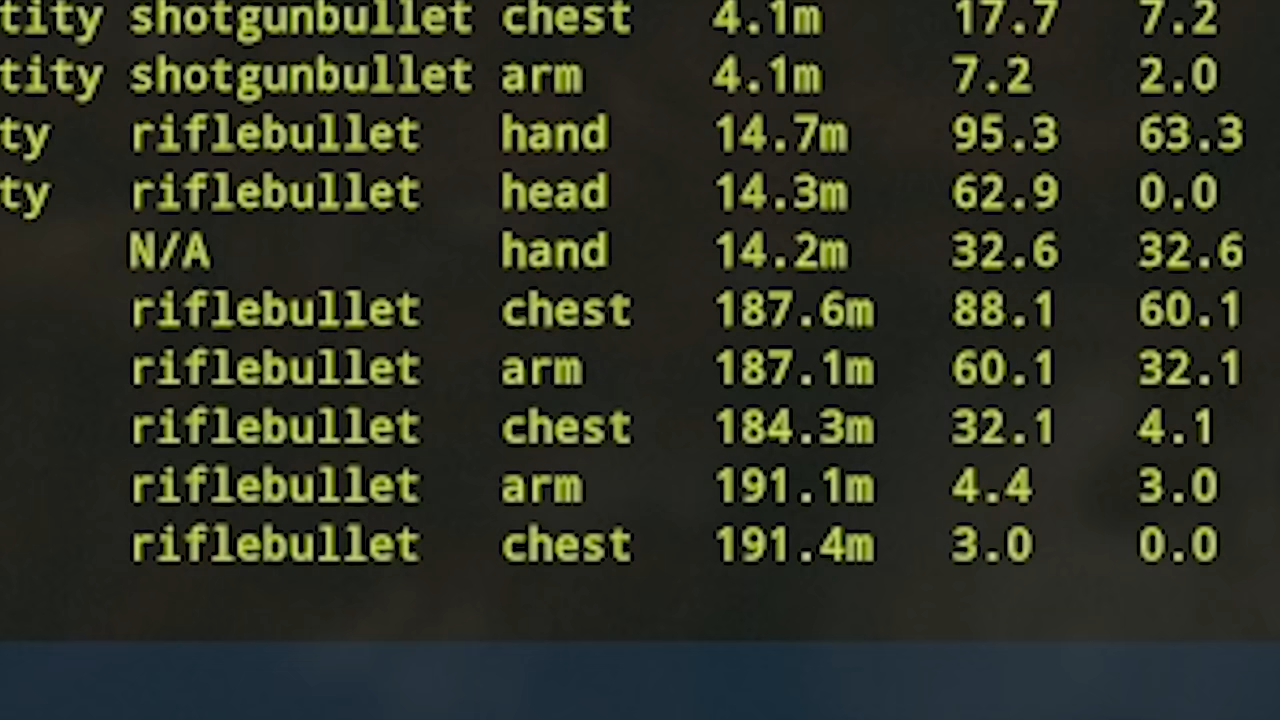 tity shotgunbullet chest 4.1m 17.7 7.2
tity shotgunbullet arm 4.1m 7.2 2.0
ty riflebullet hand 14.7m 95.3 63.3
ty riflebullet head 14.3m 62.9 0.0
N/A hand 14.2m 32.6 32.6
riflebullet chest 187.6m 88.1 60.1
riflebullet arm 187.1m 60.1 32.1
riflebullet chest 184.3m 32.1 4.1
riflebullet arm 191.1m 4.4 3.0
riflebullet chest 191.4m 3.0 0.0